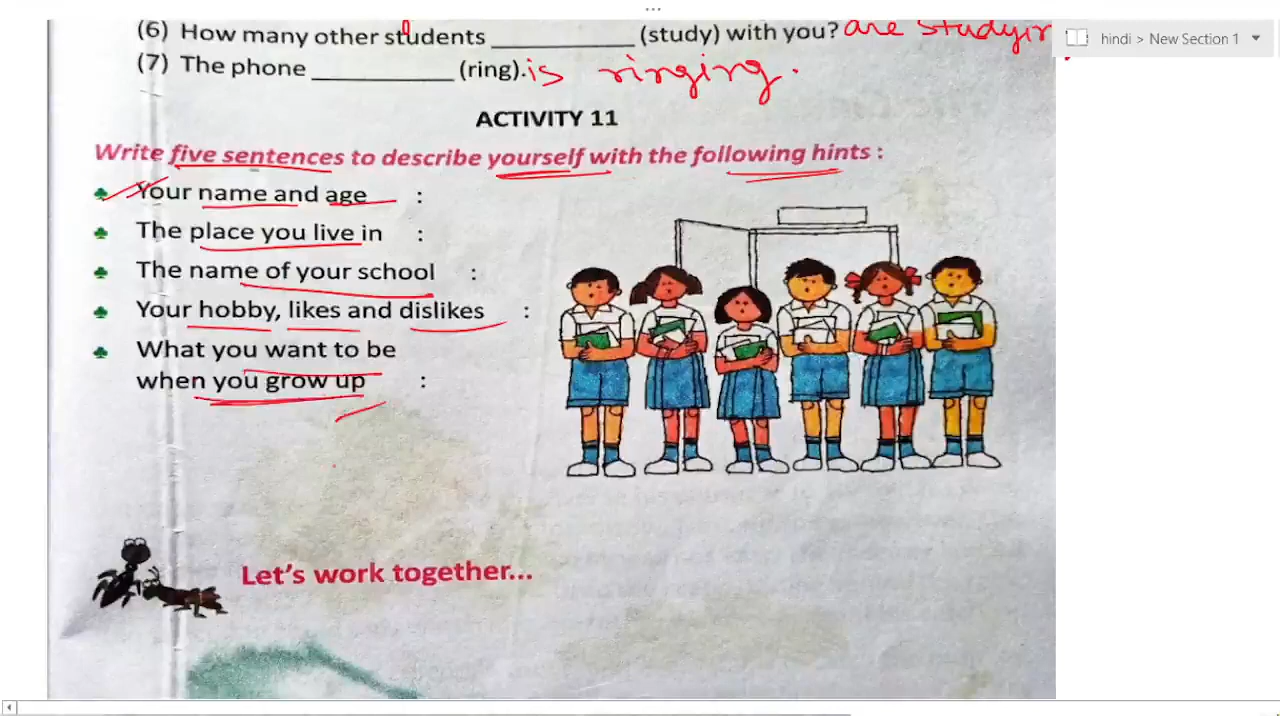 (6) How many other students __________ (study) with you? are studyin
(7) The phone __________ (ring). is ringing.
hindi > New Section 1
ACTIVITY 11
Write five sentences to describe yourself with the following hints :
Your name and age :
The place you live in :
The name of your school :
Your hobby, likes and dislikes :
What you want to be
when you grow up :
Let's work together...